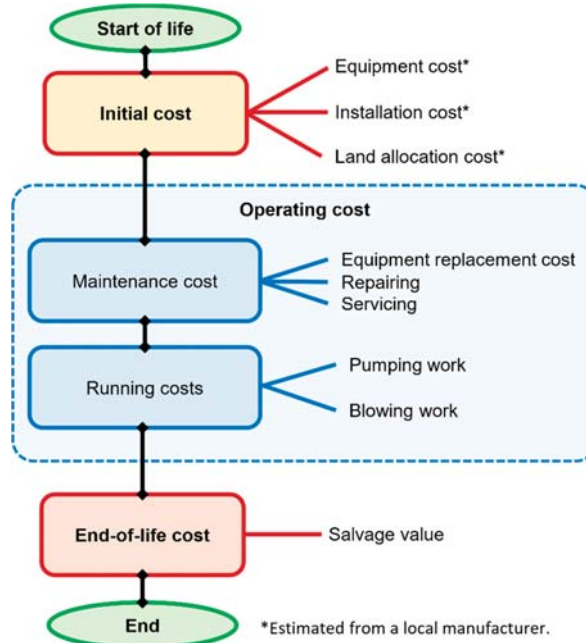 Start of life
Initial cost
Equipment cost*
Installation cost*
Land allocation cost*
Operating cost
Maintenance cost
Equipment replacement cost
Repairing
Servicing
Running costs
Pumping work
Blowing work
End-of-life cost
Salvage value
End
*Estimated from a local manufacturer.